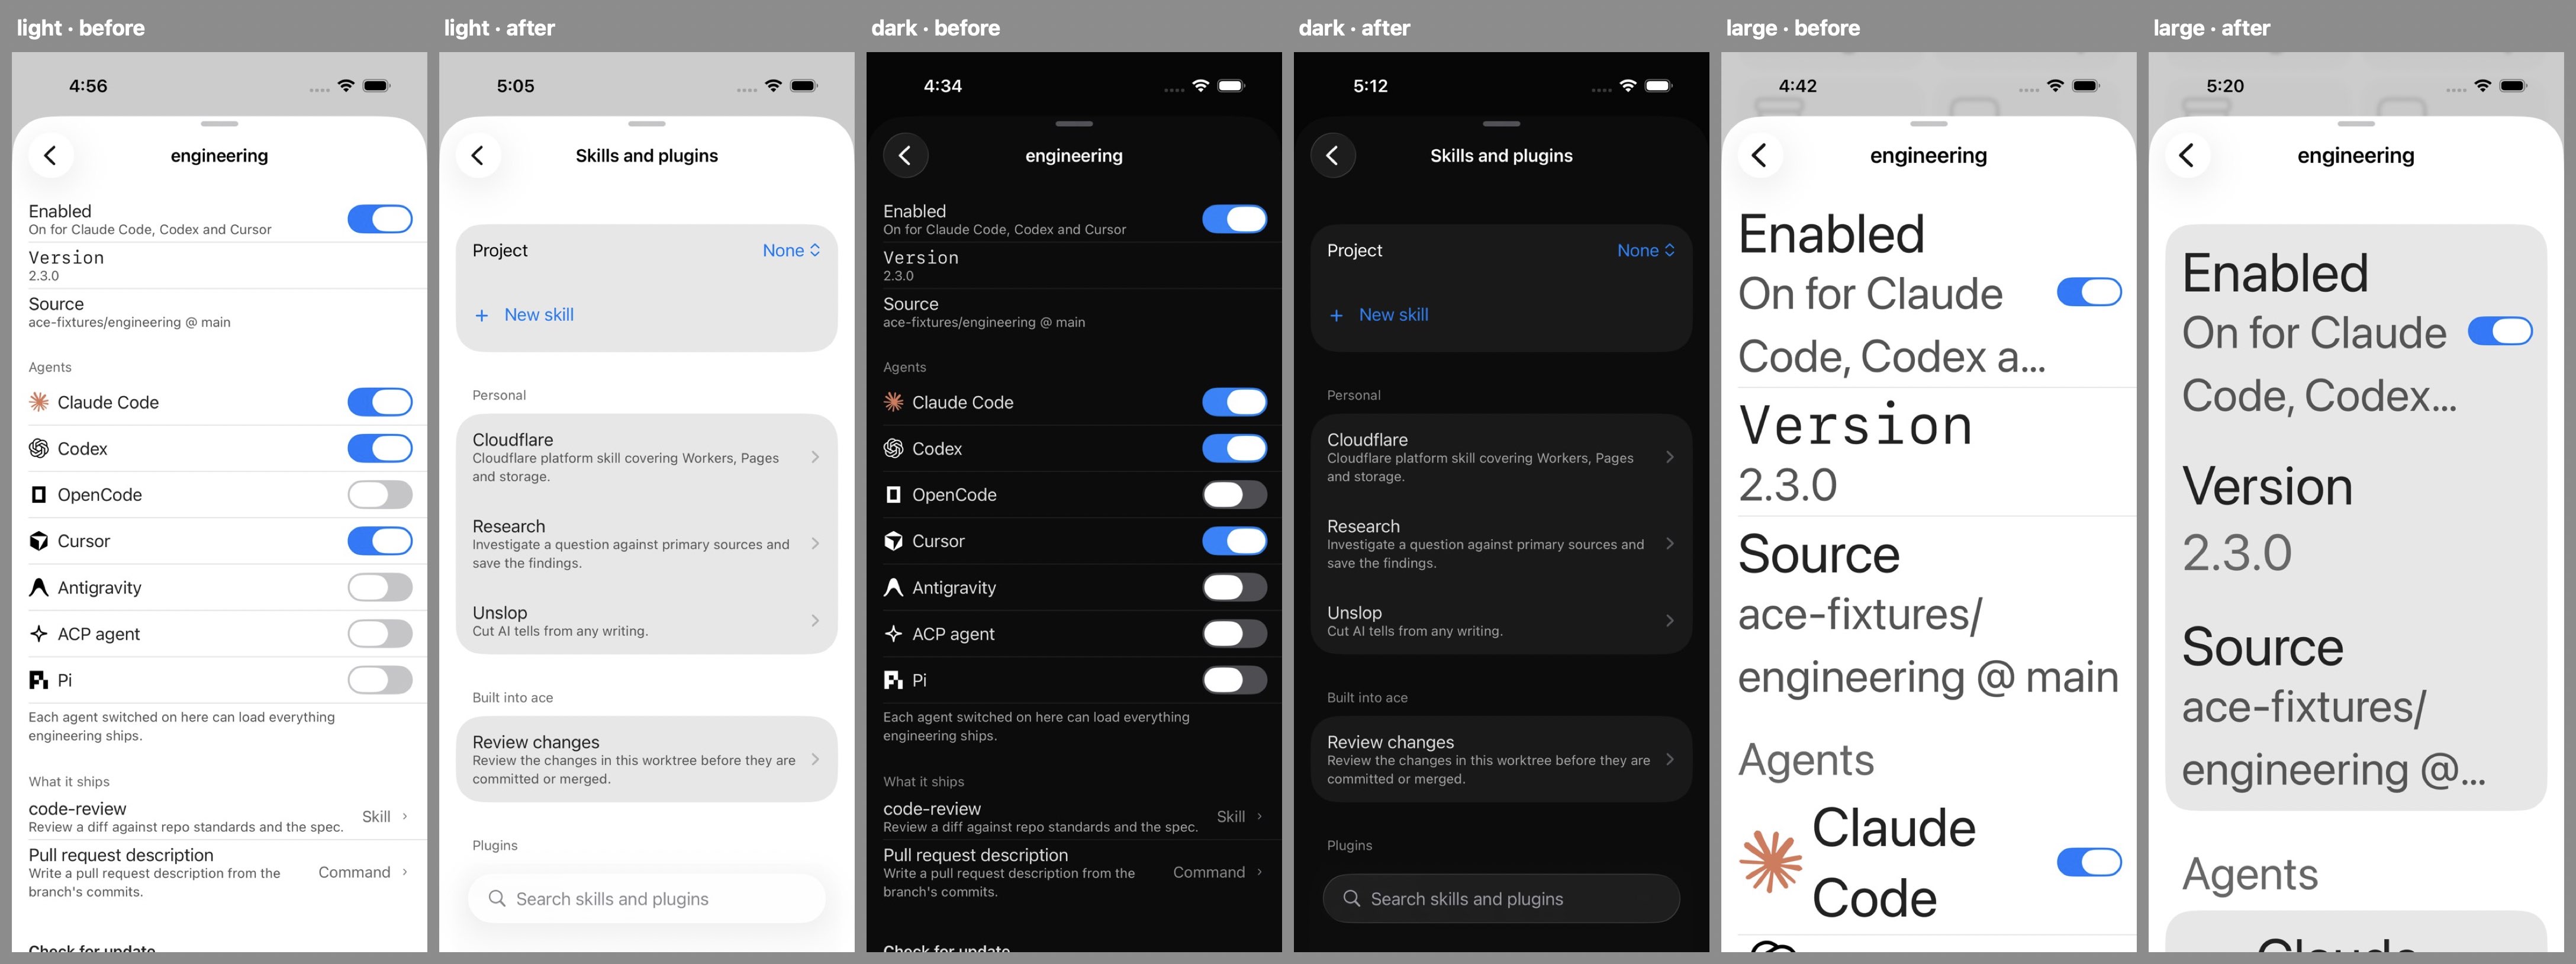 light · before
4:56
engineering
Enabled
On for Claude Code, Codex and Cursor
Version
2.3.0
Source
ace-fixtures/engineering @ main
Agents
Claude Code
Codex
OpenCode
Cursor
Antigravity
ACP agent
Pi
Each agent switched on here can load everything
engineering ships.
What it ships
code-review
Review a diff against repo standards and the spec.
Skill
Pull request description
Write a pull request description from the
branch's commits.
Command
Check for update
light · after
5:05
Skills and plugins
Project
None
+ New skill
Personal
Cloudflare
Cloudflare platform skill covering Workers, Pages
and storage.
Research
Investigate a question against primary sources and
save the findings.
Unslop
Cut AI tells from any writing.
Built into ace
Review changes
Review the changes in this worktree before they are
committed or merged.
Plugins
Search skills and plugins
dark · before
4:34
engineering
Enabled
On for Claude Code, Codex and Cursor
Version
2.3.0
Source
ace-fixtures/engineering @ main
Agents
Claude Code
Codex
OpenCode
Cursor
Antigravity
ACP agent
Pi
Each agent switched on here can load everything
engineering ships.
What it ships
code-review
Review a diff against repo standards and the spec.
Skill
Pull request description
Write a pull request description from the
branch's commits.
Command
Check for update
dark · after
5:12
Skills and plugins
Project
None
+ New skill
Personal
Cloudflare
Cloudflare platform skill covering Workers, Pages
and storage.
Research
Investigate a question against primary sources and
save the findings.
Unslop
Cut AI tells from any writing.
Built into ace
Review changes
Review the changes in this worktree before they are
committed or merged.
Plugins
Search skills and plugins
large · before
4:42
engineering
Enabled
On for Claude
Code, Codex a...
Version
2.3.0
Source
ace-fixtures/
engineering @ main
Agents
Claude
Code
large · after
5:20
engineering
Enabled
On for Claude
Code, Codex...
Version
2.3.0
Source
ace-fixtures/
engineering @...
Agents
Claude